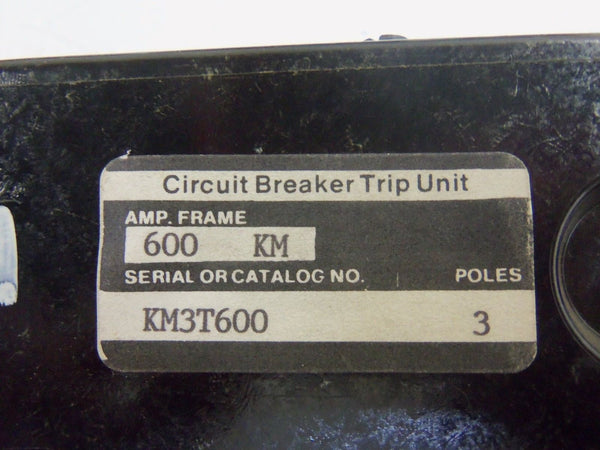 Circuit Breaker Trip Unit
AMP. FRAME
600 KM
SERIAL OR CATALOG NO. POLES
KM3T600 3